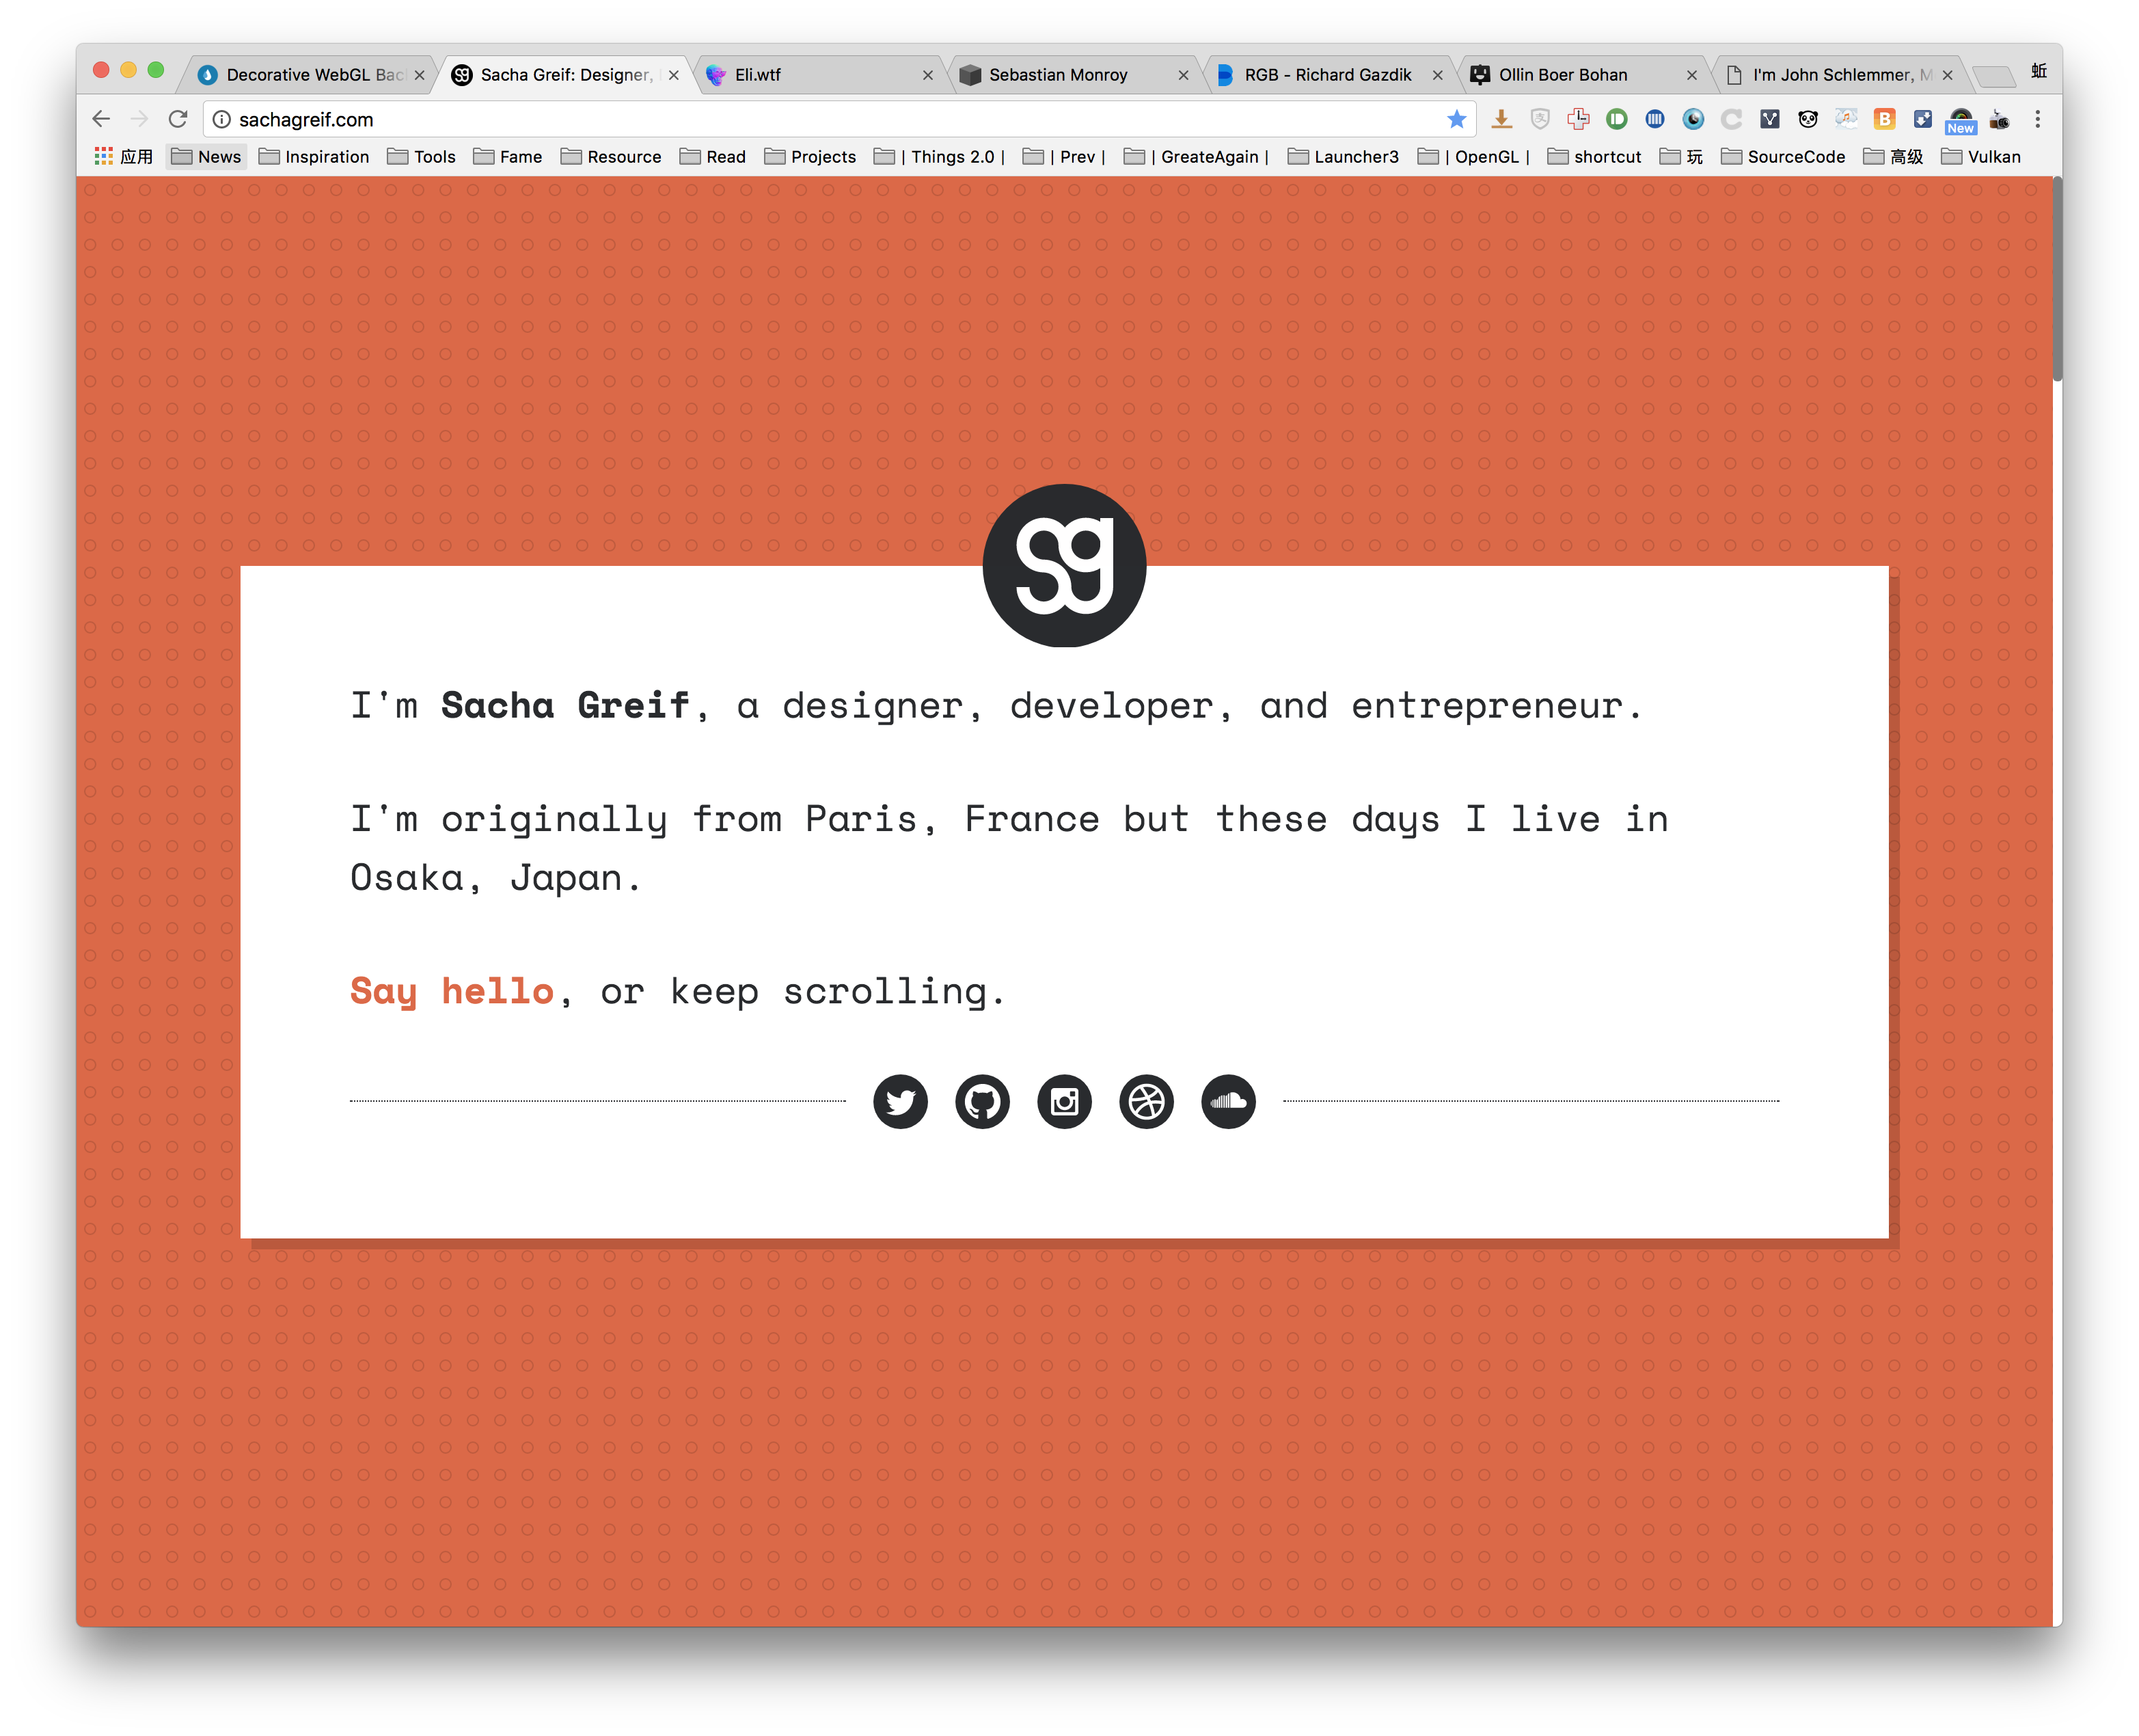 Decorative WebGL Bac
Sacha Greif: Designer,
Eli.wtf
Sebastian Monroy
RGB - Richard Gazdik
Ollin Boer Bohan
I'm John Schlemmer, M
蚯
sachagreif.com
New
应用
News
Inspiration
Tools
Fame
Resource
Read
Projects
| Things 2.0 |
| Prev |
| GreateAgain |
Launcher3
| OpenGL |
shortcut
玩
SourceCode
高级
Vulkan
sg
I'm Sacha Greif, a designer, developer, and entrepreneur.
I'm originally from Paris, France but these days I live in
Osaka, Japan.
Say hello, or keep scrolling.